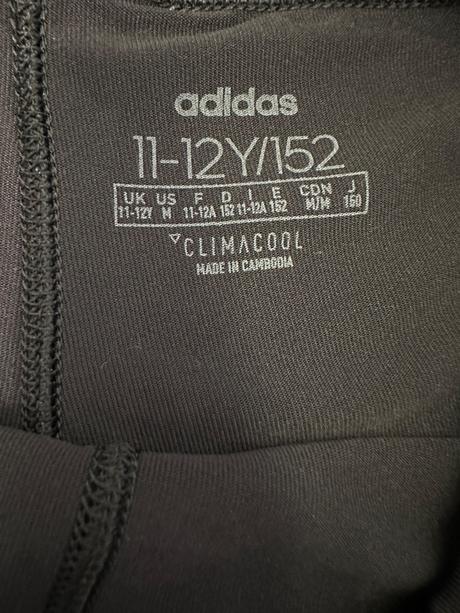 adidas
11-12Y/152
UK US F D I E CDN J
11-12Y M 11-12A 152 11-12A 152 M/M 150
CLIMACOOL
MADE IN CAMBODIA